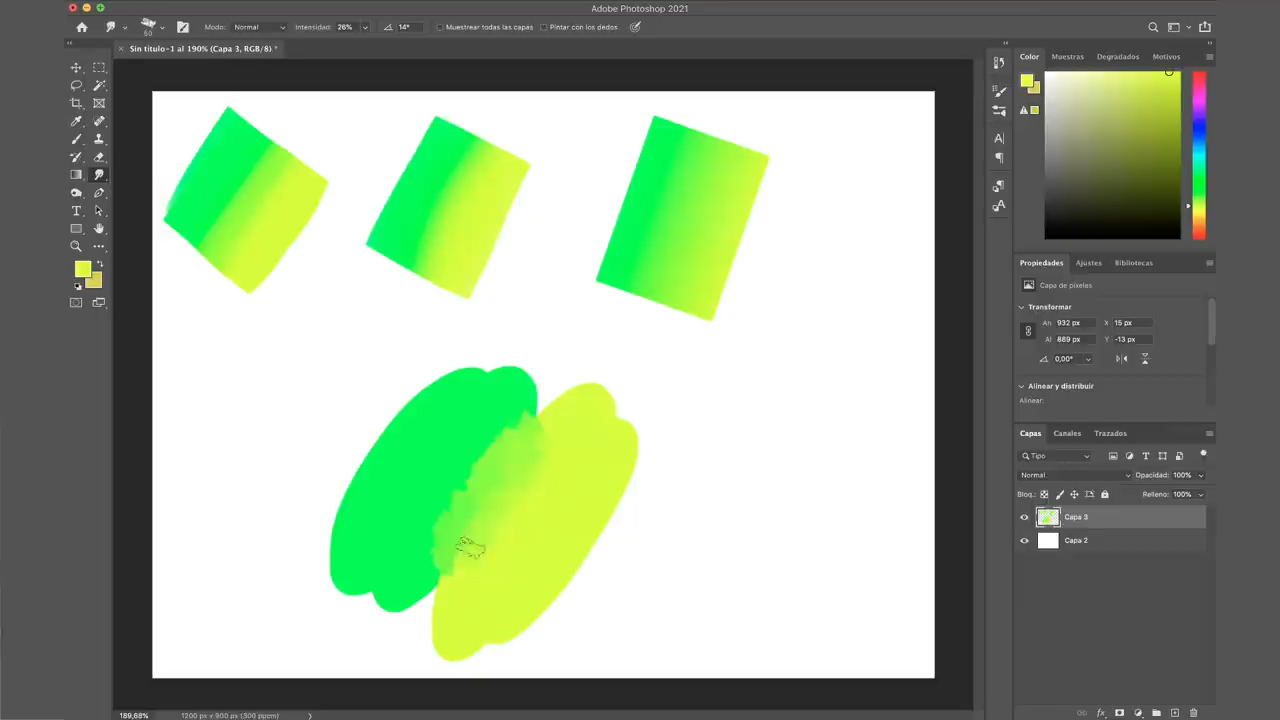 Adobe Photoshop 2021
50
Modo: Normal
Intensidad: 26%
14°
Muestrear todas las capas
Pintar con los dedos
Sin título-1 al 190% (Capa 3, RGB/8) *
Color Muestras Degradados Motivos
Propiedades Ajustes Bibliotecas
Capa de píxeles
Transformar
An 932 px X 15 px
Al 889 px Y -13 px
0,00°
Alinear y distribuir
Alinear:
Capas Canales Trazados
Tipo
Normal Opacidad: 100%
Bloq.: Relleno: 100%
Capa 3
Capa 2
189,68% 1200 px x 900 px (300 ppm)